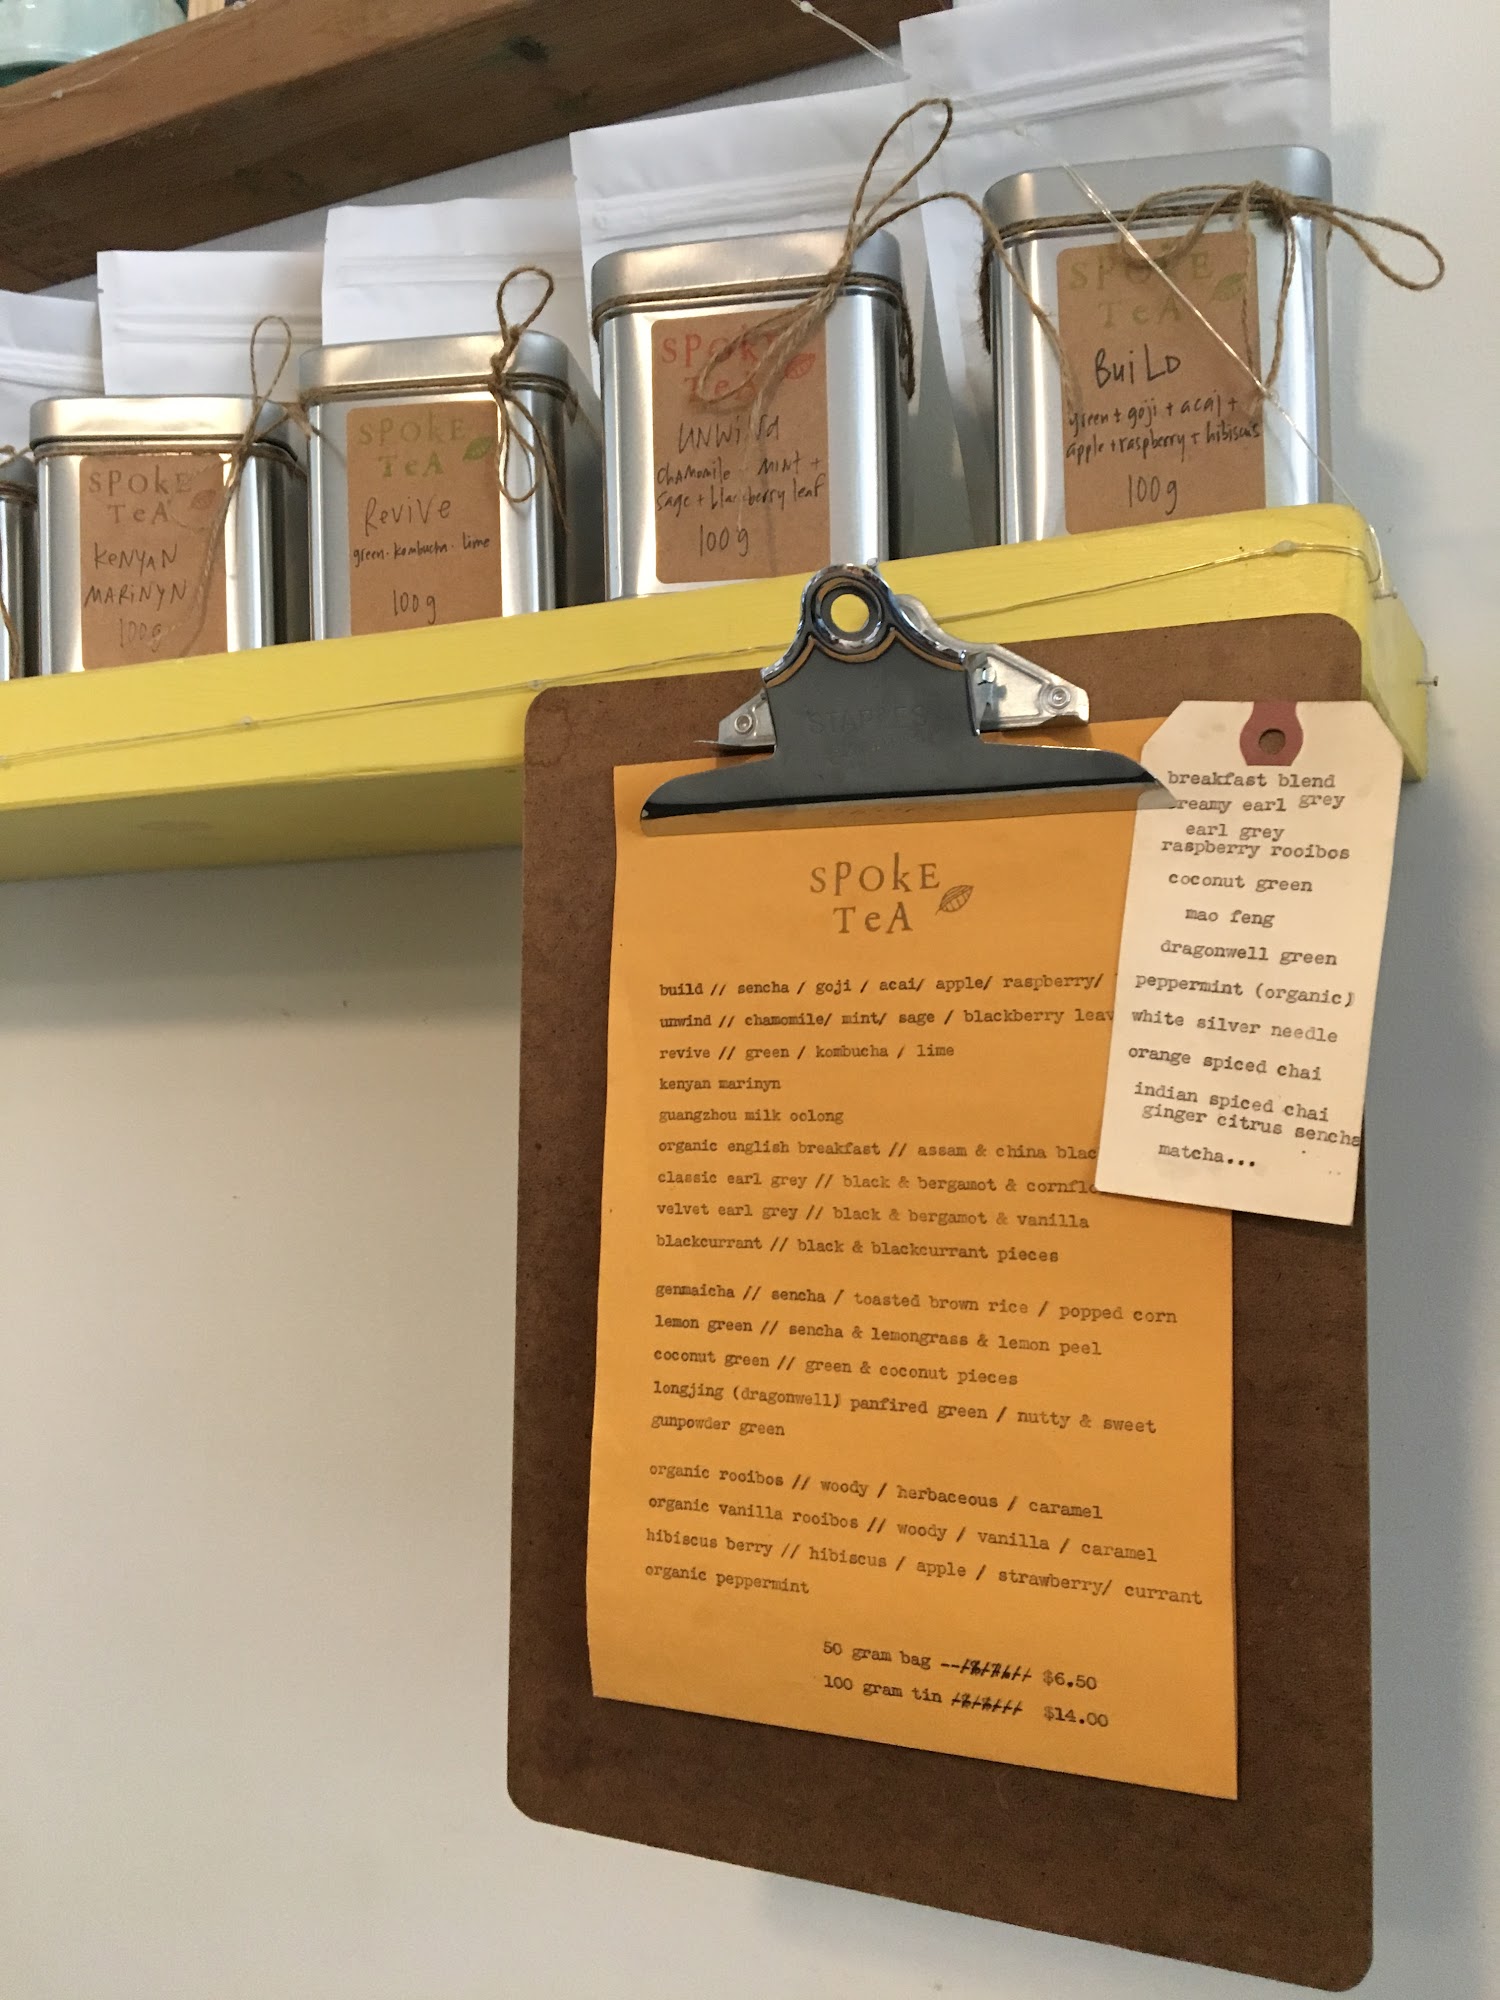 SPOKE
TeA
KENYAN
MARINYN
100g
SPOKE
TeA
Revive
green. kombucha. lime
100g
SPOKE
TeA
UNWiNd
chamomile mint +
sage + blackberry leaf
100g
SPOKE
TeA
BuiLD
green + goji + acai +
apple + raspberry + hibiscus
100g
STAPLES
SPOKE
TeA
build // sencha / goji / acai/ apple/ raspberry/
unwind // chamomile/ mint/ sage / blackberry leav
revive // green / kombucha / lime
kenyan marinyn
guangzhou milk oolong
organic english breakfast // assam & china blac
classic earl grey // black & bergamot & cornflo
velvet earl grey // black & bergamot & vanilla
blackcurrant // black & blackcurrant pieces
genmaicha // sencha / toasted brown rice / popped corn
lemon green // sencha & lemongrass & lemon peel
coconut green // green & coconut pieces
longjing (dragonwell) panfired green / nutty & sweet
gunpowder green
organic rooibos // woody / herbaceous / caramel
organic vanilla rooibos // woody / vanilla / caramel
hibiscus berry // hibiscus / apple / strawberry/ currant
organic peppermint
50 gram bag -- $6.50
100 gram tin $14.00
breakfast blend
creamy earl grey
earl grey
raspberry rooibos
coconut green
mao feng
dragonwell green
peppermint (organic)
white silver needle
orange spiced chai
indian spiced chai
ginger citrus sencha
matcha...